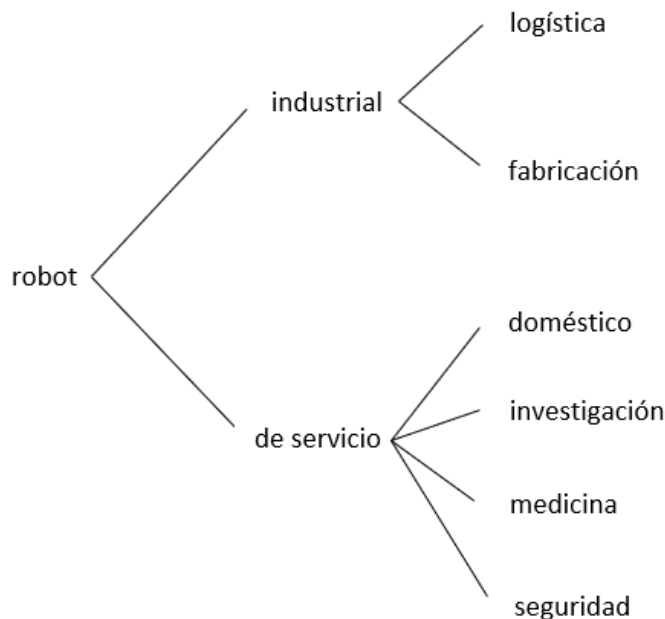 robot
industrial
logística
fabricación
de servicio
doméstico
investigación
medicina
seguridad